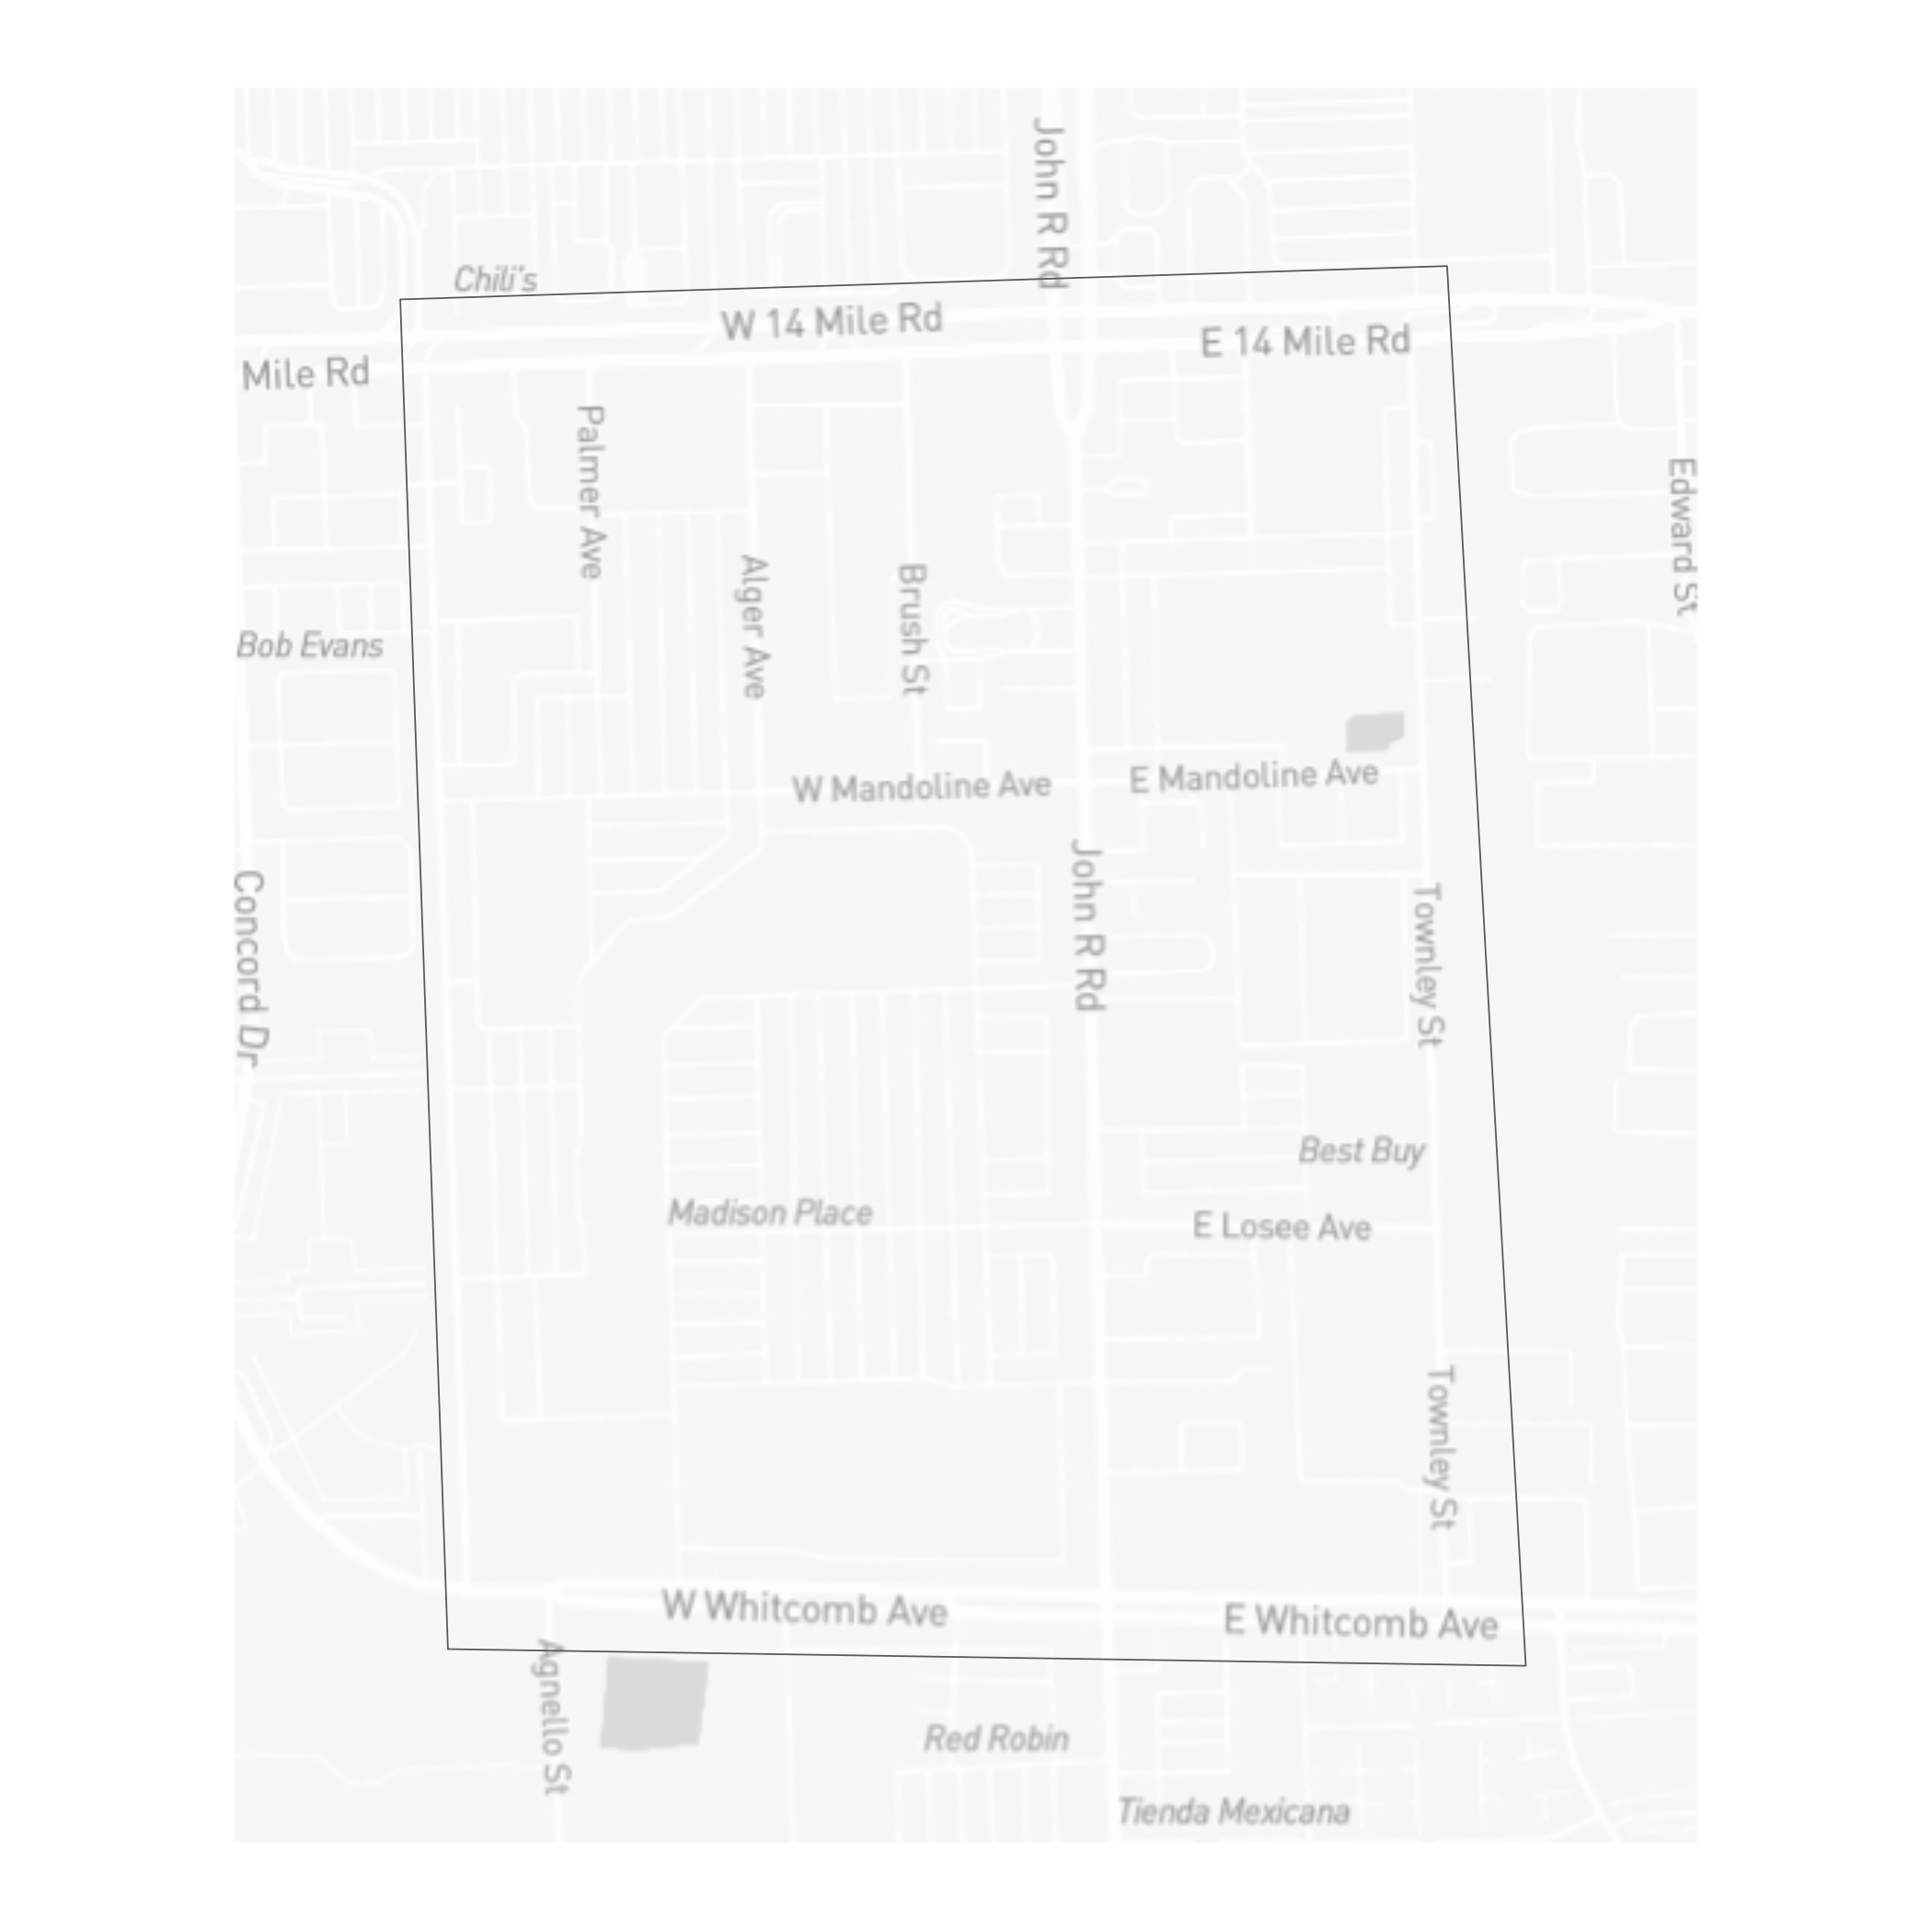 John R Rd
Chili's
W 14 Mile Rd
E 14 Mile Rd
Mile Rd
Palmer Ave
Edward St
Alger Ave
Brush St
Bob Evans
W Mandoline Ave
E Mandoline Ave
John R Rd
Concord Dr
Townley St
Best Buy
Madison Place
E Losee Ave
Townley St
W Whitcomb Ave
E Whitcomb Ave
Agnello St
Red Robin
Tienda Mexicana